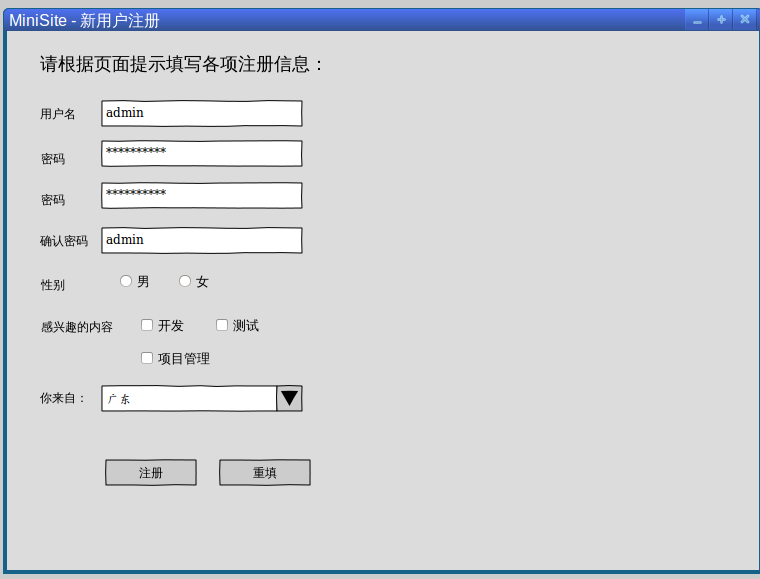 MiniSite - 新用户注册
请根据页面提示填写各项注册信息：
用户名 admin
密码 **********
密码 **********
确认密码 admin
性别 男 女
感兴趣的内容 开发 测试
项目管理
你来自： 广东
注册 重填